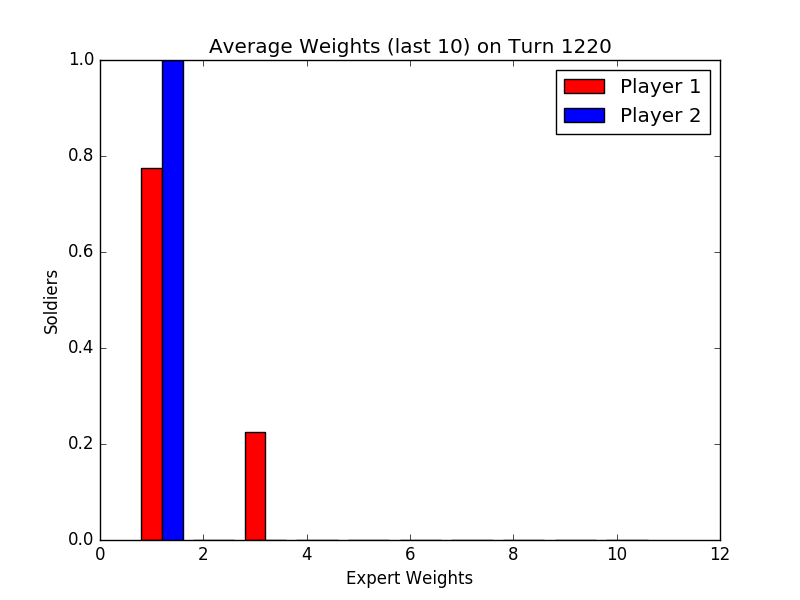 Average Weights (last 10) on Turn 1220
1.0
0.8
0.6
0.4
0.2
0.0
Soldiers
Player 1
Player 2
0 2 4 6 8 10 12
Expert Weights